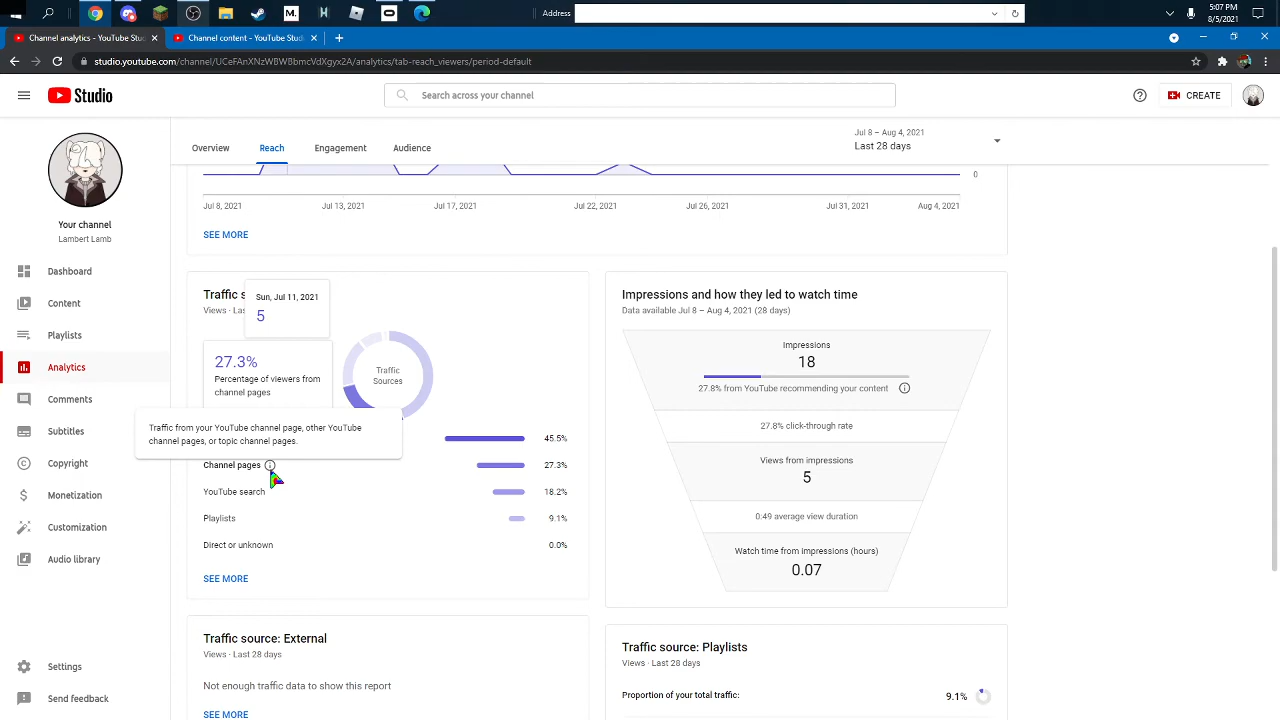 Address
5:07 PM
8/5/2021
Channel analytics - YouTube Stu
Channel content - YouTube Stud
studio.youtube.com/channel/UCeFAnXNzWBWBbmcVdXgyx2A/analytics/tab-reach_viewers/period-default
Studio
Search across your channel
CREATE
Overview
Reach
Engagement
Audience
Jul 8 – Aug 4, 2021
Last 28 days
Your channel
Lambert Lamb
Dashboard
Content
Playlists
Analytics
Comments
Subtitles
Copyright
Monetization
Customization
Audio library
Settings
Send feedback
0
Jul 8, 2021
Jul 13, 2021
Jul 17, 2021
Jul 22, 2021
Jul 26, 2021
Jul 31, 2021
Aug 4, 2021
SEE MORE
Traffic s
Views · Las
Sun, Jul 11, 2021
5
27.3%
Percentage of viewers from
channel pages
Traffic
Sources
Traffic from your YouTube channel page, other YouTube
channel pages, or topic channel pages.
45.5%
Channel pages
27.3%
YouTube search
18.2%
Playlists
9.1%
Direct or unknown
0.0%
SEE MORE
Impressions and how they led to watch time
Data available Jul 8 – Aug 4, 2021 (28 days)
Impressions
18
27.8% from YouTube recommending your content
27.8% click-through rate
Views from impressions
5
0:49 average view duration
Watch time from impressions (hours)
0.07
Traffic source: External
Views · Last 28 days
Not enough traffic data to show this report
SEE MORE
Traffic source: Playlists
Views · Last 28 days
Proportion of your total traffic:
9.1%